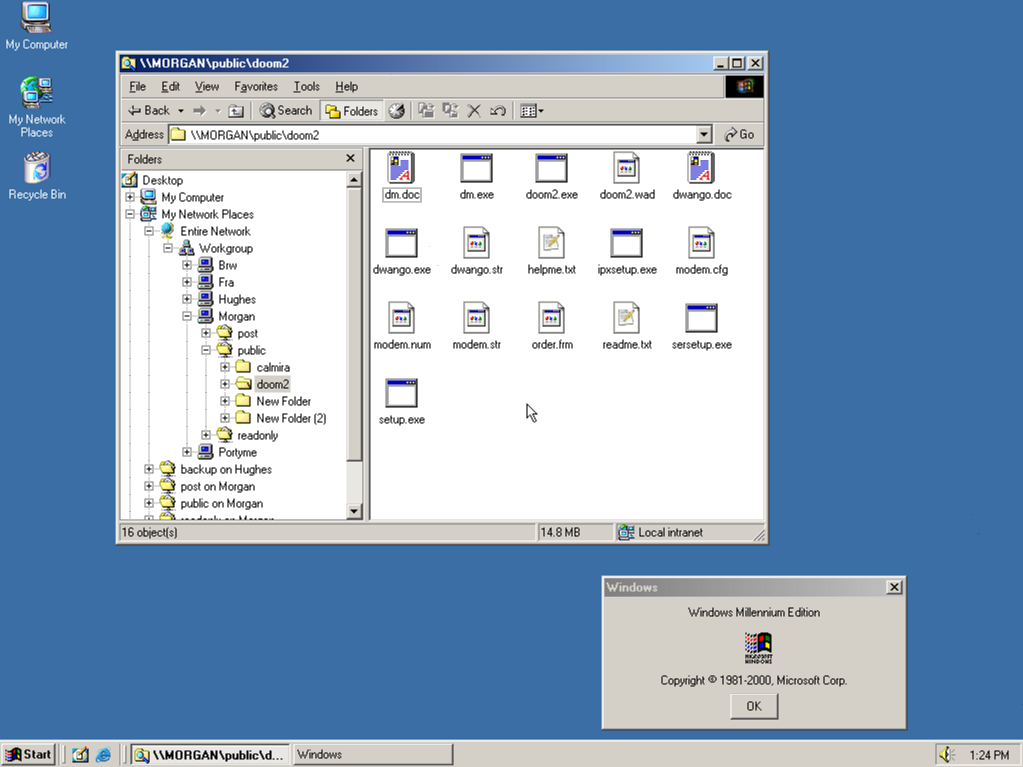 My Computer
My Network
Places
Recycle Bin
\\MORGAN\public\doom2
File Edit View Favorites Tools Help
Back Search Folders
Address \\MORGAN\public\doom2 Go
Folders
Desktop
My Computer
My Network Places
Entire Network
Workgroup
Brw
Fra
Hughes
Morgan
post
public
calmira
doom2
New Folder
New Folder (2)
readonly
Portyme
backup on Hughes
post on Morgan
public on Morgan
dm.doc dm.exe doom2.exe doom2.wad dwango.doc
dwango.exe dwango.str helpme.txt ipxsetup.exe modem.cfg
modem.num modem.str order.frm readme.txt sersetup.exe
setup.exe
16 object(s) 14.8 MB Local intranet
Windows
Windows Millennium Edition
MICROSOFT
WINDOWS
Copyright © 1981-2000, Microsoft Corp.
OK
Start \\MORGAN\public\d... Windows 1:24 PM